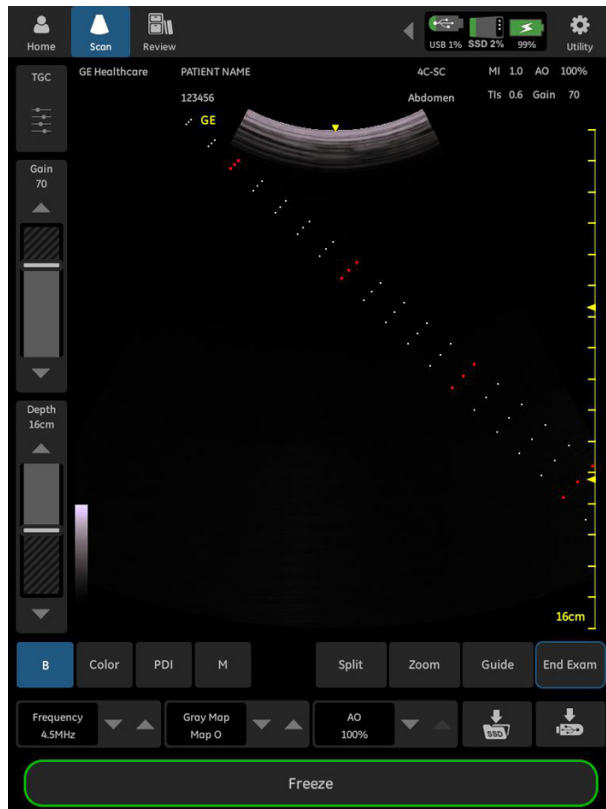 Home
Scan
Review
USB 1%
SSD 2%
99%
Utility
TGC
GE Healthcare
PATIENT NAME
4C-SC
MI 1.0
AO 100%
123456
Abdomen
TIs 0.6
Gain 70
GE
Gain
70
Depth
16cm
16cm
B
Color
PDI
M
Split
Zoom
Guide
End Exam
Frequency
4.5MHz
Gray Map
Map O
AO
100%
SSD
Freeze